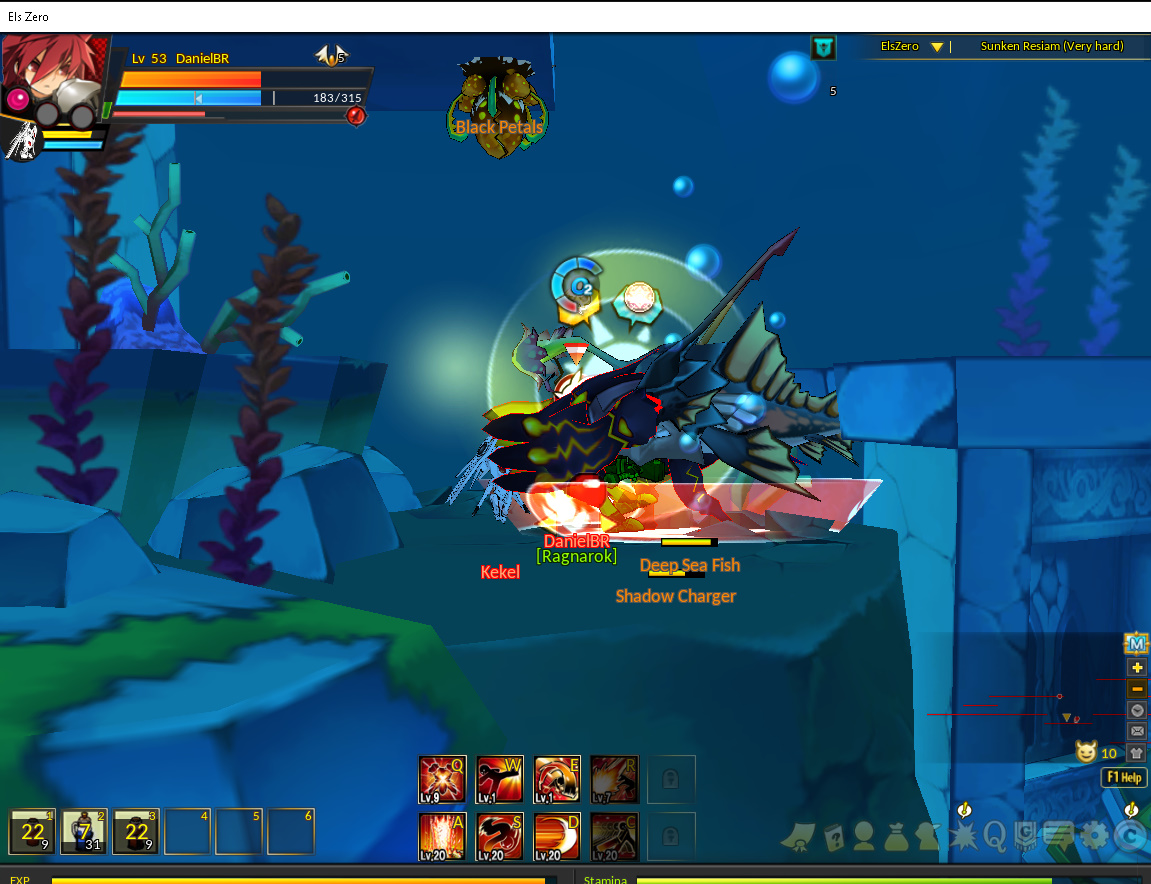 Els Zero
Lv 53 DanielBR
5
183/315
ElsZero | Sunken Resiam (Very hard)
5
Black Petals
O2
DanielBR
[Ragnarok]
Kekel
Deep Sea Fish
Shadow Charger
M
10
F1 Help
Q W E R
Lv,9 Lv,1 Lv,1 Lv,7
1 2 3 4 5 6
22 7 22
9 31 9
A S D C
Lv,20 Lv,20 Lv,20 Lv,20
EXP
Stamina